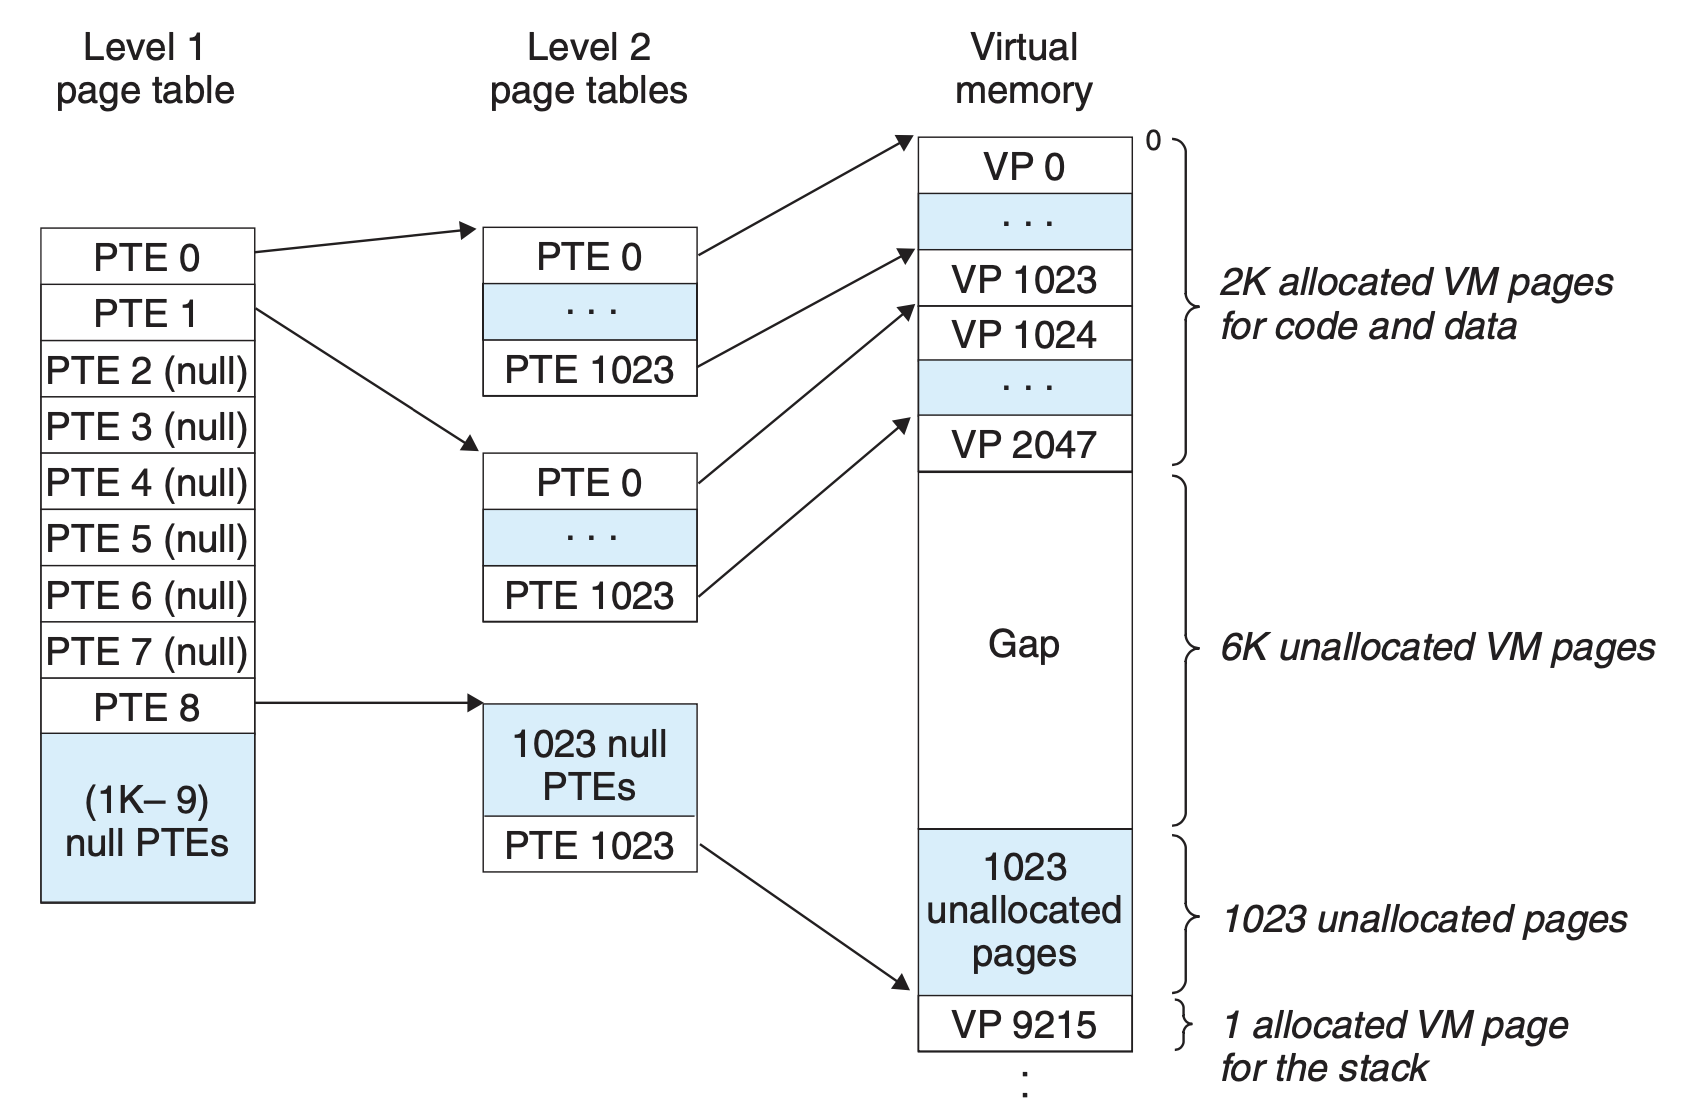 Level 1
page table
Level 2
page tables
Virtual
memory
PTE 0
PTE 1
PTE 2 (null)
PTE 3 (null)
PTE 4 (null)
PTE 5 (null)
PTE 6 (null)
PTE 7 (null)
PTE 8
(1K– 9)
null PTEs
PTE 0
. . .
PTE 1023
PTE 0
. . .
PTE 1023
1023 null
PTEs
PTE 1023
0
VP 0
. . .
VP 1023
VP 1024
. . .
VP 2047
Gap
1023
unallocated
pages
VP 9215
:
2K allocated VM pages
for code and data
6K unallocated VM pages
1023 unallocated pages
1 allocated VM page
for the stack